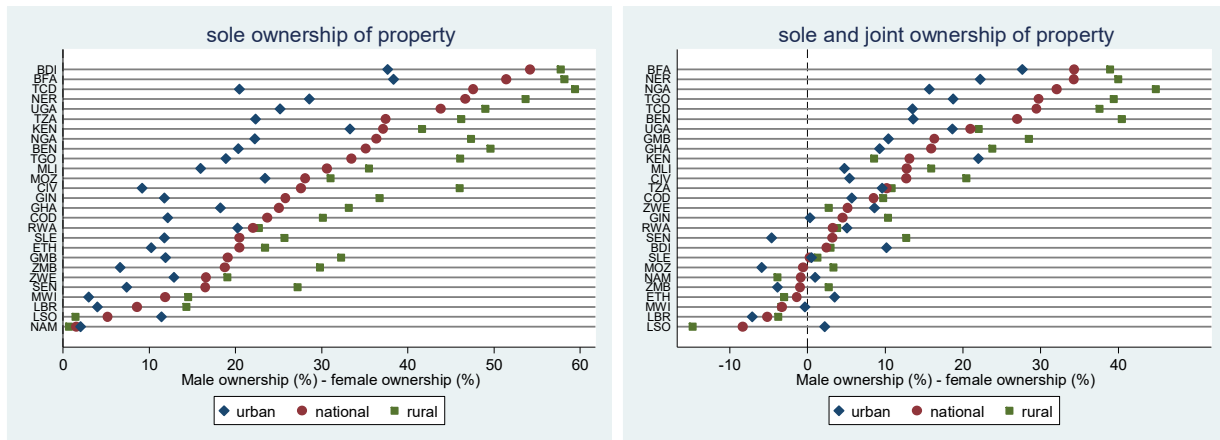 sole ownership of property
BDI
BFA
TCD
NER
UGA
TZA
KEN
NGA
BEN
TGO
MLI
MOZ
CIV
GIN
GHA
COD
RWA
SLE
ETH
GMB
ZMB
ZWE
SEN
MWI
LBR
LSO
NAM
0 10 20 30 40 50 60
Male ownership (%) - female ownership (%)
urban national rural
sole and joint ownership of property
BFA
NER
NGA
TGO
TCD
BEN
UGA
GMB
GHA
KEN
MLI
CIV
TZA
COD
ZWE
GIN
RWA
SEN
BDI
SLE
MOZ
NAM
ZMB
ETH
MWI
LBR
LSO
-10 0 10 20 30 40
Male ownership (%) - female ownership (%)
urban national rural